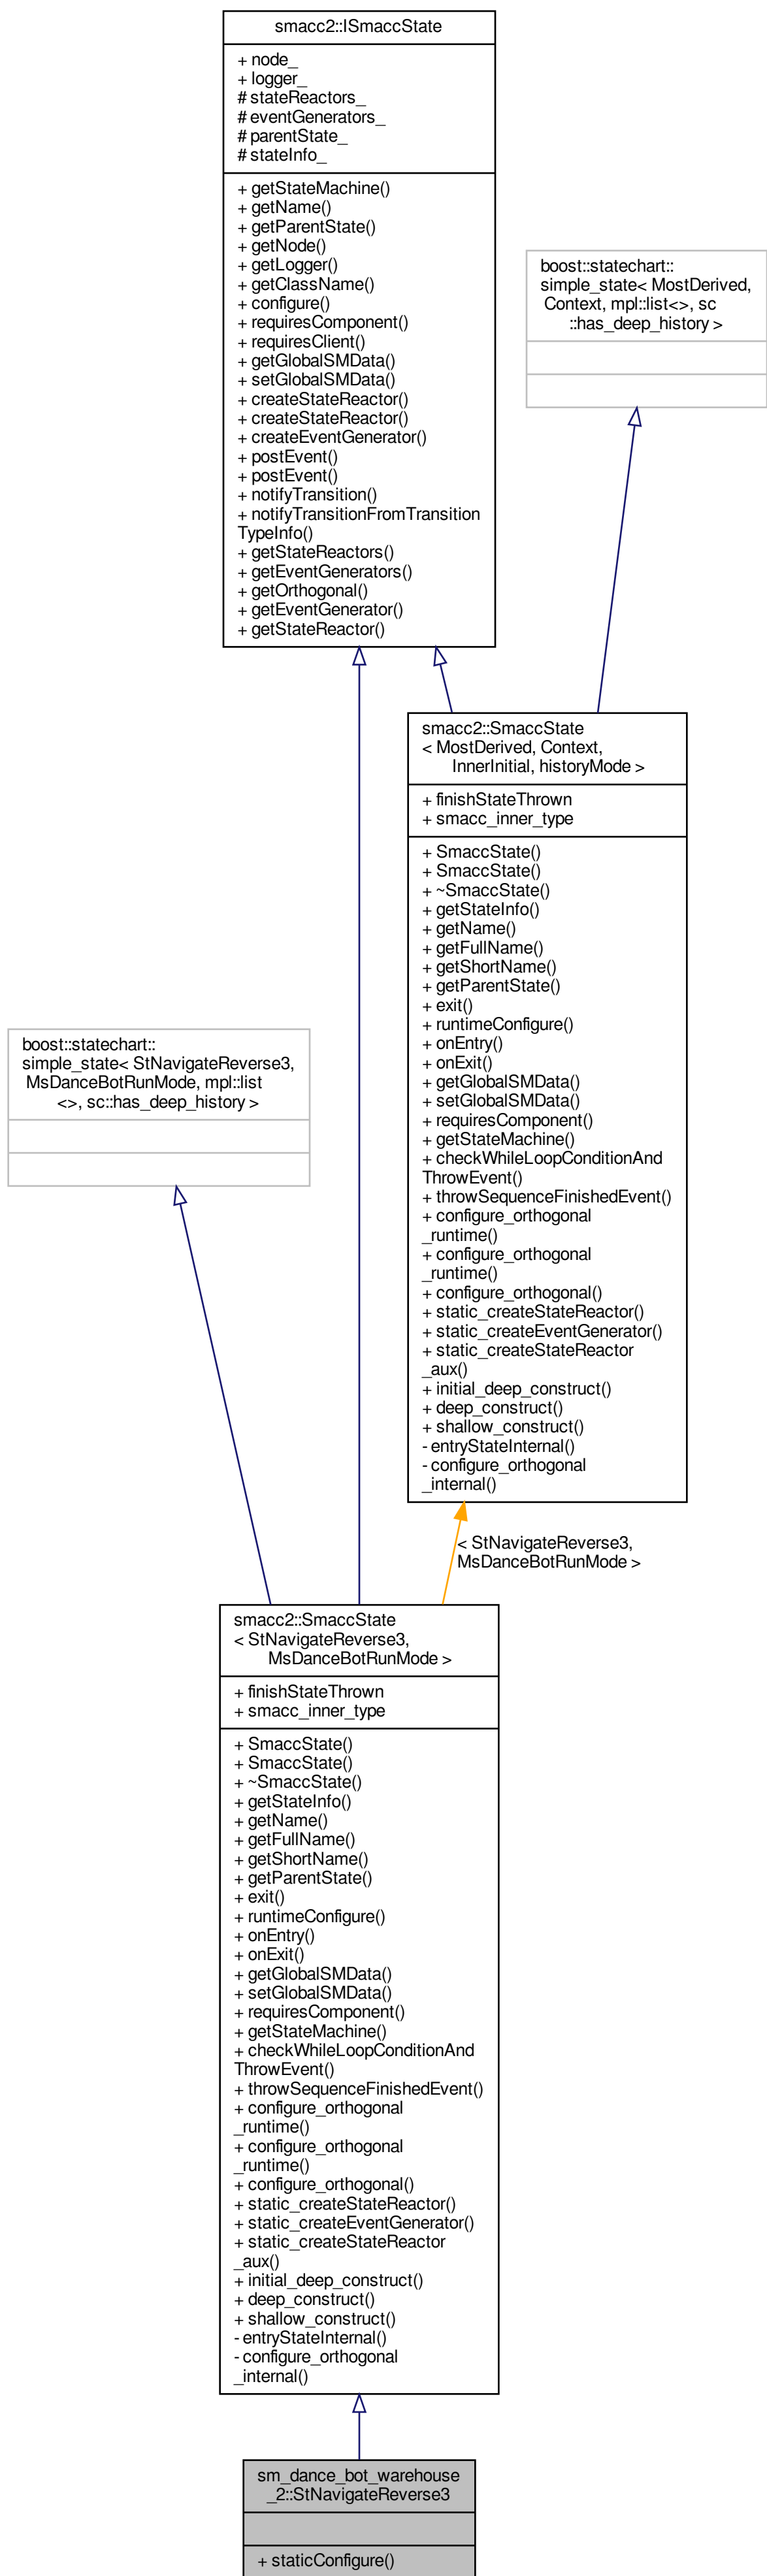 smacc2::ISmaccState
+ node_
+ logger_
# stateReactors_
# eventGenerators_
# parentState_
# stateInfo_
+ getStateMachine()
+ getName()
+ getParentState()
+ getNode()
+ getLogger()
+ getClassName()
+ configure()
+ requiresComponent()
+ requiresClient()
+ getGlobalSMData()
+ setGlobalSMData()
+ createStateReactor()
+ createStateReactor()
+ createEventGenerator()
+ postEvent()
+ postEvent()
+ notifyTransition()
+ notifyTransitionFromTransition
TypeInfo()
+ getStateReactors()
+ getEventGenerators()
+ getOrthogonal()
+ getEventGenerator()
+ getStateReactor()
boost::statechart::
simple_state< MostDerived,
Context, mpl::list<>, sc
::has_deep_history >
smacc2::SmaccState
< MostDerived, Context,
InnerInitial, historyMode >
+ finishStateThrown
+ smacc_inner_type
+ SmaccState()
+ SmaccState()
+ ~SmaccState()
+ getStateInfo()
+ getName()
+ getFullName()
+ getShortName()
+ getParentState()
+ exit()
+ runtimeConfigure()
+ onEntry()
+ onExit()
+ getGlobalSMData()
+ setGlobalSMData()
+ requiresComponent()
+ getStateMachine()
+ checkWhileLoopConditionAnd
ThrowEvent()
+ throwSequenceFinishedEvent()
+ configure_orthogonal
_runtime()
+ configure_orthogonal
_runtime()
+ configure_orthogonal()
+ static_createStateReactor()
+ static_createEventGenerator()
+ static_createStateReactor
_aux()
+ initial_deep_construct()
+ deep_construct()
+ shallow_construct()
- entryStateInternal()
- configure_orthogonal
_internal()
boost::statechart::
simple_state< StNavigateReverse3,
MsDanceBotRunMode, mpl::list
<>, sc::has_deep_history >
< StNavigateReverse3,
MsDanceBotRunMode >
smacc2::SmaccState
< StNavigateReverse3,
MsDanceBotRunMode >
+ finishStateThrown
+ smacc_inner_type
+ SmaccState()
+ SmaccState()
+ ~SmaccState()
+ getStateInfo()
+ getName()
+ getFullName()
+ getShortName()
+ getParentState()
+ exit()
+ runtimeConfigure()
+ onEntry()
+ onExit()
+ getGlobalSMData()
+ setGlobalSMData()
+ requiresComponent()
+ getStateMachine()
+ checkWhileLoopConditionAnd
ThrowEvent()
+ throwSequenceFinishedEvent()
+ configure_orthogonal
_runtime()
+ configure_orthogonal
_runtime()
+ configure_orthogonal()
+ static_createStateReactor()
+ static_createEventGenerator()
+ static_createStateReactor
_aux()
+ initial_deep_construct()
+ deep_construct()
+ shallow_construct()
- entryStateInternal()
- configure_orthogonal
_internal()
sm_dance_bot_warehouse
_2::StNavigateReverse3
+ staticConfigure()